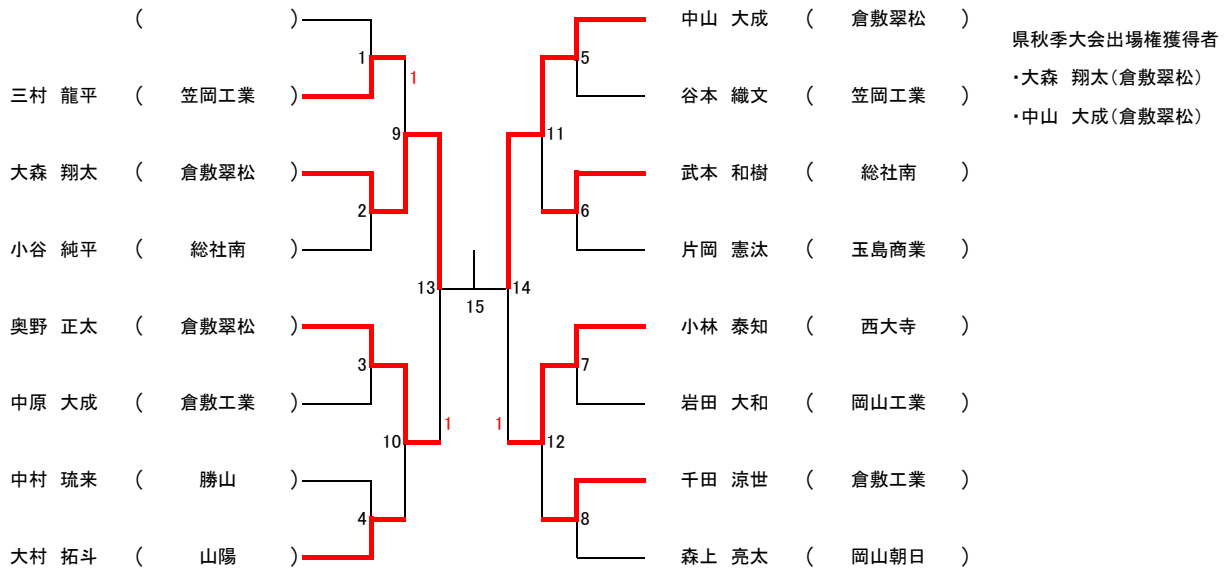 ( ) 中山 大成 ( 倉敷翠松 )
県秋季大会出場権獲得者
1 5
1
・大森 翔太(倉敷翠松)
三村 龍平 ( 笠岡工業 ) 谷本 織文 ( 笠岡工業 )
・中山 大成(倉敷翠松)
9 11
大森 翔太 ( 倉敷翠松 ) 武本 和樹 ( 総社南 )
2 6
小谷 純平 ( 総社南 ) 片岡 憲汰 ( 玉島商業 )
13 14
15
奥野 正太 ( 倉敷翠松 ) 小林 泰知 ( 西大寺 )
3 7
中原 大成 ( 倉敷工業 ) 岩田 大和 ( 岡山工業 )
1 1
10 12
中村 琉来 ( 勝山 ) 千田 涼世 ( 倉敷工業 )
4 8
大村 拓斗 ( 山陽 ) 森上 亮太 ( 岡山朝日 )